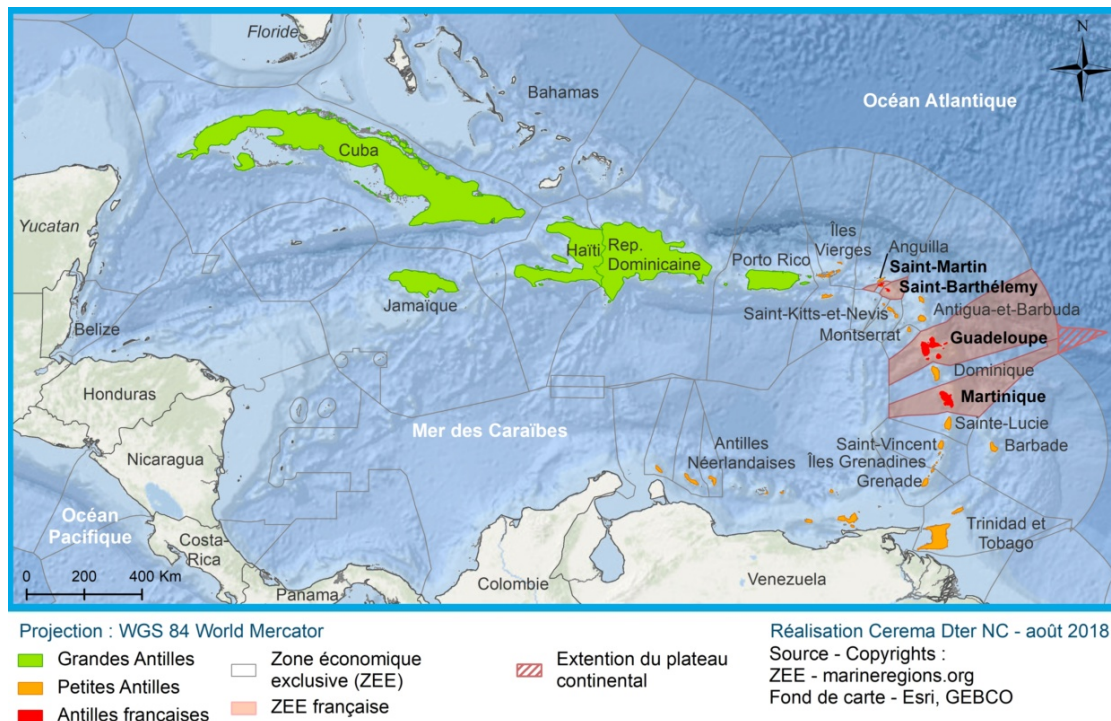 Floride
N
Bahamas
Océan Atlantique
Cuba
Yucatan
Îles
Vierges
Anguilla
Haïti
Rep.
Dominicaine
Porto Rico
Saint-Martin
Saint-Barthélemy
Jamaïque
Saint-Kitts-et-Nevis
Antigua-et-Barbuda
Belize
Montserrat
Guadeloupe
Dominique
Honduras
Martinique
Mer des Caraïbes
Sainte-Lucie
Nicaragua
Antilles
Néerlandaises
Saint-Vincent
Barbade
Îles Grenadines
Grenade
Océan
Pacifique
Costa-
Rica
Trinidad et
Tobago
0 200 400 Km
Panama
Colombie
Venezuela
Projection : WGS 84 World Mercator
Grandes Antilles
Petites Antilles
Antilles françaises
Zone économique
exclusive (ZEE)
ZEE française
Extention du plateau
continental
Réalisation Cerema Dter NC - août 2018
Source - Copyrights :
ZEE - marineregions.org
Fond de carte - Esri, GEBCO